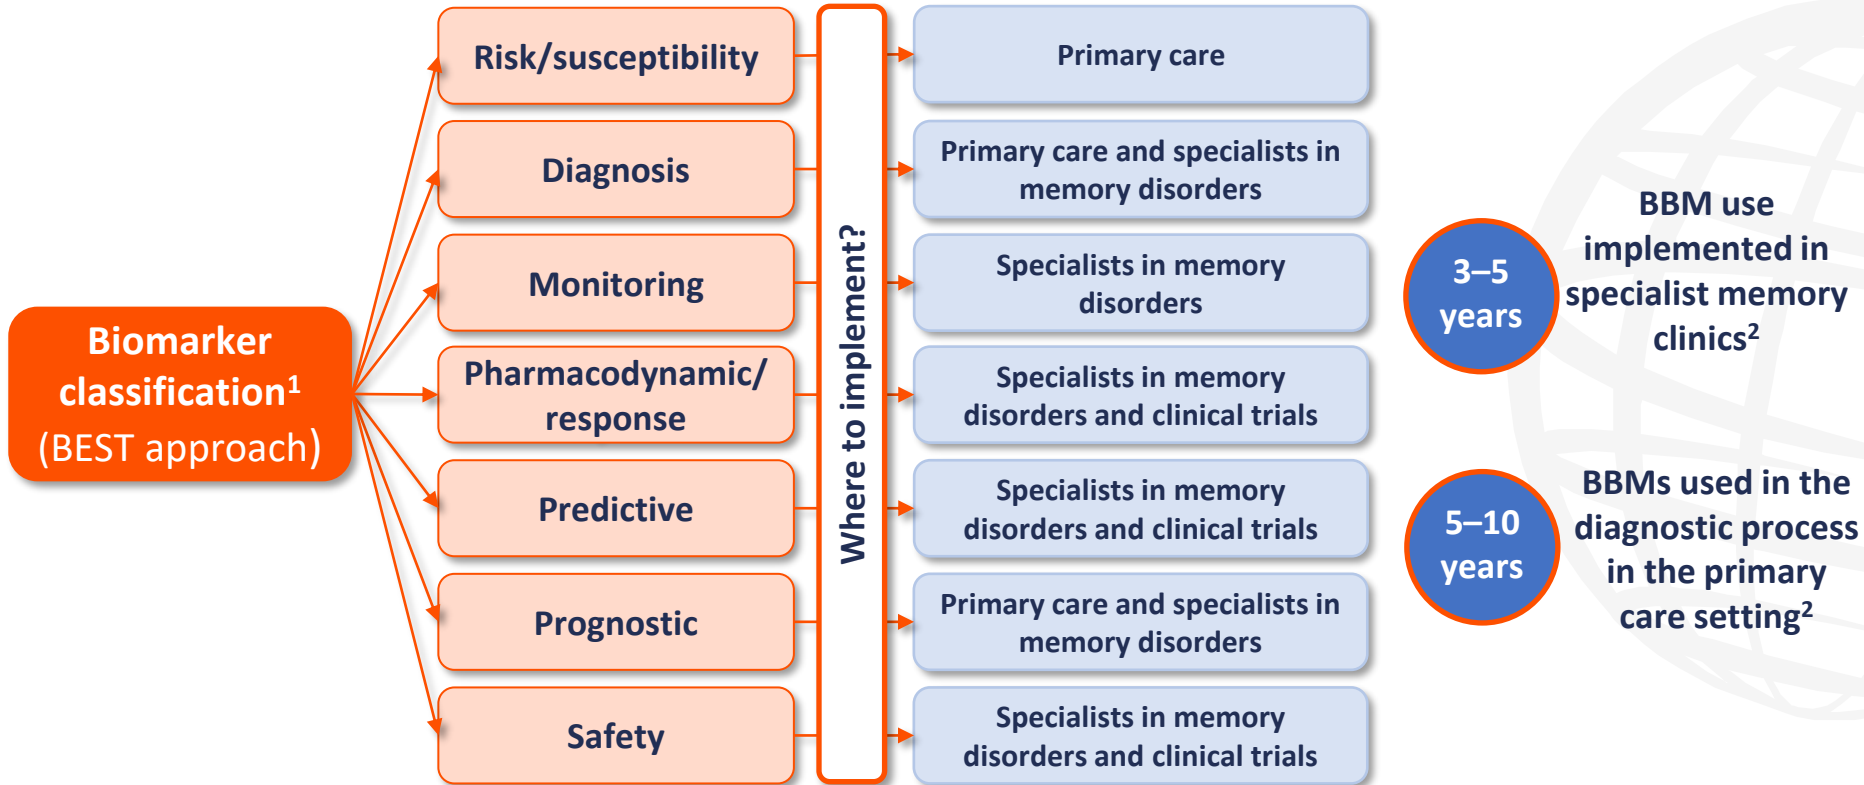 Biomarker
classification¹
(BEST approach)
Risk/susceptibility
Diagnosis
Monitoring
Pharmacodynamic/
response
Predictive
Prognostic
Safety
Where to implement?
Primary care
Primary care and specialists in
memory disorders
Specialists in memory
disorders
Specialists in memory
disorders and clinical trials
Specialists in memory
disorders and clinical trials
Primary care and specialists in
memory disorders
Specialists in memory
disorders and clinical trials
3–5
years
BBM use
implemented in
specialist memory
clinics²
5–10
years
BBMs used in the
diagnostic process
in the primary
care setting²